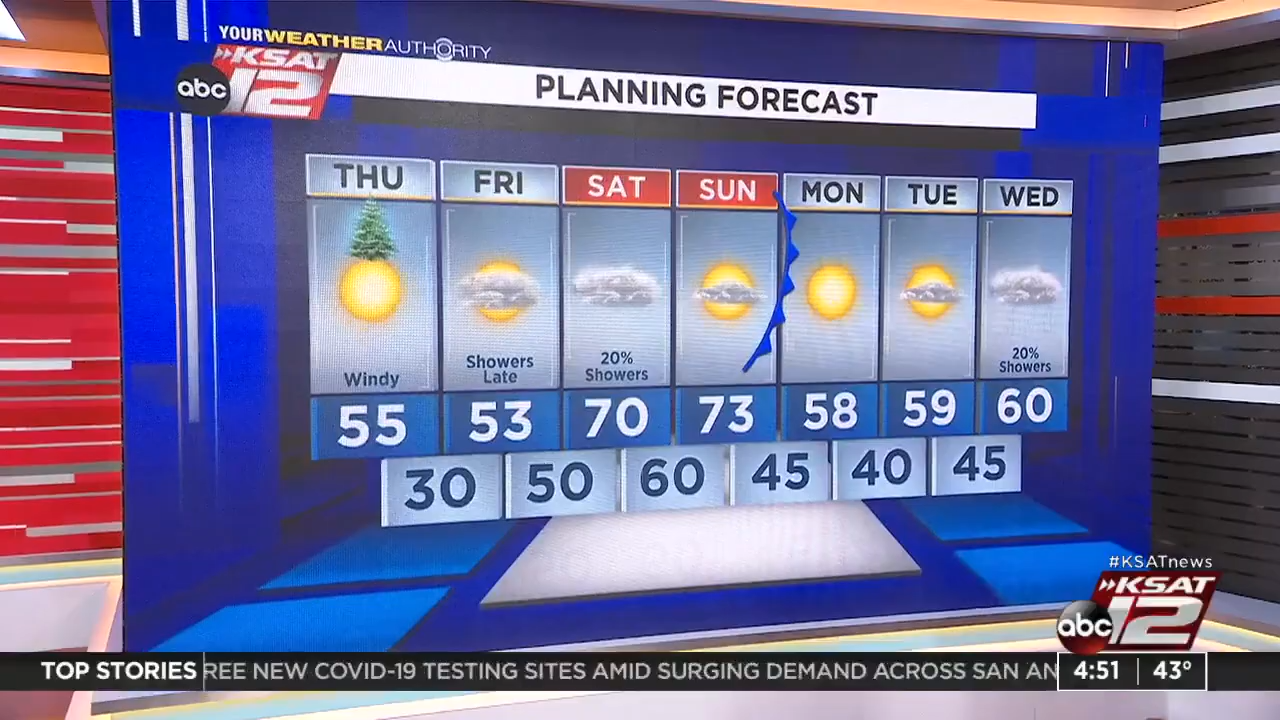 YOURWEATHERAUTHORITY
»KSAT
abc 12
PLANNING FORECAST
THU FRI SAT SUN MON TUE WED
Windy
Showers Late
20% Showers
20% Showers
55 53 70 73 58 59 60
30 50 60 45 40 45
#KSATnews
»KSAT
abc 12
TOP STORIES REE NEW COVID-19 TESTING SITES AMID SURGING DEMAND ACROSS SAN AN 4:51 43°